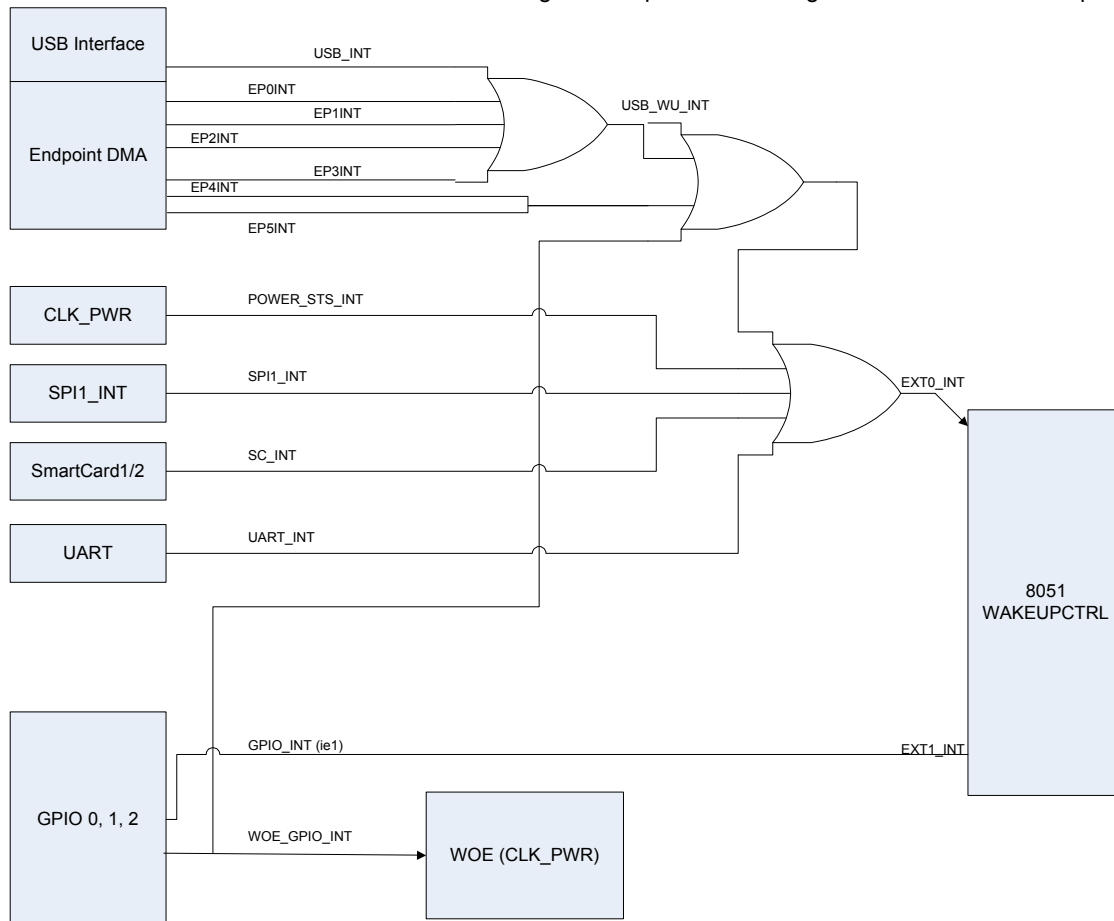 USB Interface
USB_INT
EP0INT
EP1INT
USB_WU_INT
EP2INT
Endpoint DMA
EP3INT
EP4INT
EP5INT
CLK_PWR
POWER_STS_INT
SPI1_INT
SPI1_INT
EXT0_INT
SmartCard1/2
SC_INT
UART
UART_INT
8051
WAKEUPCTRL
GPIO_INT (ie1)
EXT1_INT
GPIO 0, 1, 2
WOE_GPIO_INT
WOE (CLK_PWR)